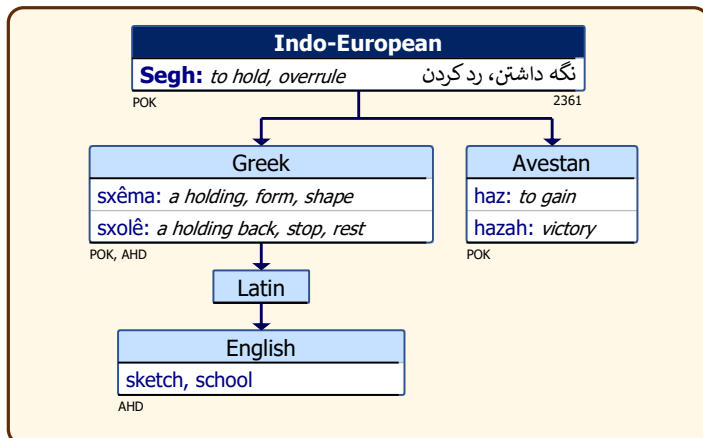 Indo-European
Segh: to hold, overrule نگه داشتن، رد کردن
POK 2361
Greek
sxêma: a holding, form, shape
sxolê: a holding back, stop, rest
POK, AHD
Avestan
haz: to gain
hazah: victory
POK
Latin
English
sketch, school
AHD